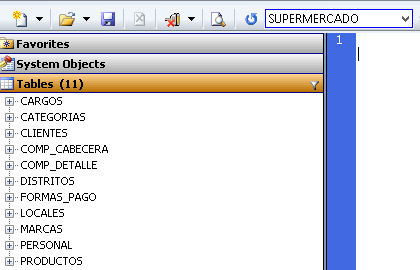 SUPERMERCADO
Favorites
System Objects
Tables (11)
CARGOS
CATEGORIAS
CLIENTES
COMP_CABECERA
COMP_DETALLE
DISTRITOS
FORMAS_PAGO
LOCALES
MARCAS
PERSONAL
PRODUCTOS
1